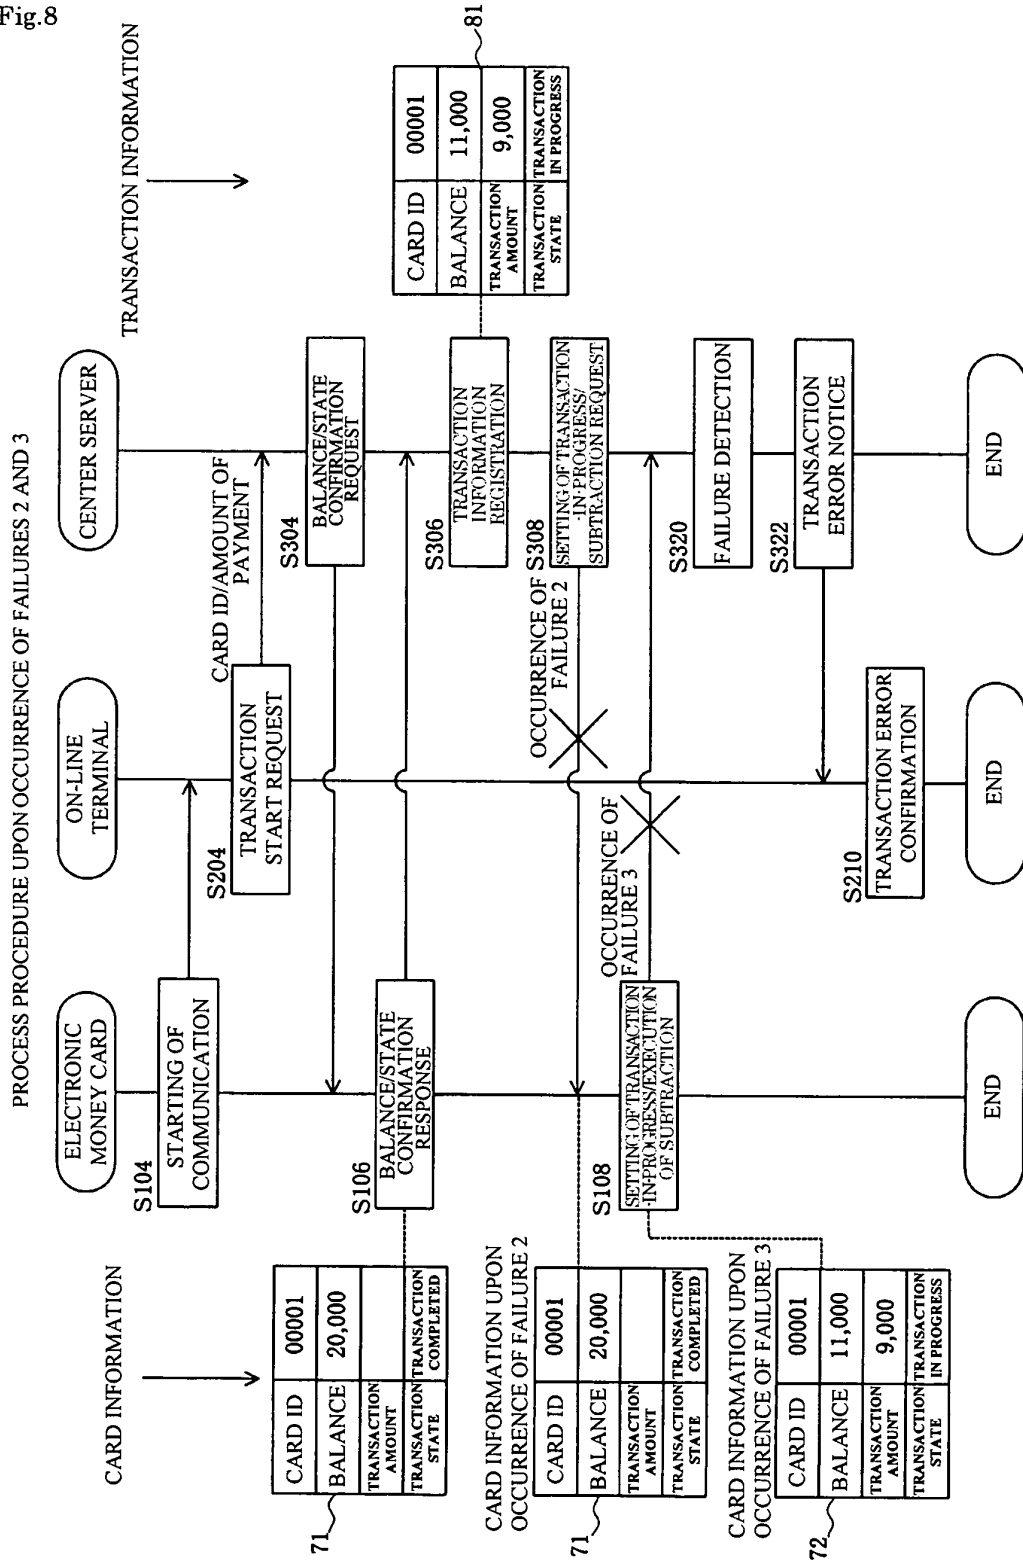 Fig.8
PROCESS PROCEDURE UPON OCCURRENCE OF FAILURES 2 AND 3
CARD INFORMATION
ELECTRONIC
MONEY CARD
ON-LINE
TERMINAL
CENTER SERVER
TRANSACTION INFORMATION
S104
STARTING OF
COMMUNICATION
S204
TRANSACTION
START REQUEST
CARD ID/AMOUNT OF
PAYMENT
S304
BALANCE/STATE
CONFIRMATION
REQUEST
71
CARD ID 00001
BALANCE 20,000
TRANSACTION
AMOUNT
TRANSACTION
STATE
TRANSACTION
COMPLETED
S106
BALANCE/STATE
CONFIRMATION
RESPONSE
S306
TRANSACTION
INFORMATION
REGISTRATION
CARD ID 00001
BALANCE 11,000
TRANSACTION
AMOUNT
9,000
TRANSACTION
STATE
TRANSACTION
IN PROGRESS
81
CARD INFORMATION UPON
OCCURRENCE OF FAILURE 2
71
CARD ID 00001
BALANCE 20,000
TRANSACTION
AMOUNT
TRANSACTION
STATE
TRANSACTION
COMPLETED
OCCURRENCE OF
FAILURE 2
S308
SETTING OF TRANSACTION
-IN-PROGRESS/
SUBTRACTION REQUEST
S108
SETTING OF TRANSACTION
-IN-PROGRESS/EXECUTION
OF SUBTRACTION
OCCURRENCE OF
FAILURE 3
CARD INFORMATION UPON
OCCURRENCE OF FAILURE 3
72
CARD ID 00001
BALANCE 11,000
TRANSACTION
AMOUNT
9,000
TRANSACTION
STATE
TRANSACTION
IN PROGRESS
S320
FAILURE DETECTION
S322
TRANSACTION
ERROR NOTICE
S210
TRANSACTION ERROR
CONFIRMATION
END
END
END